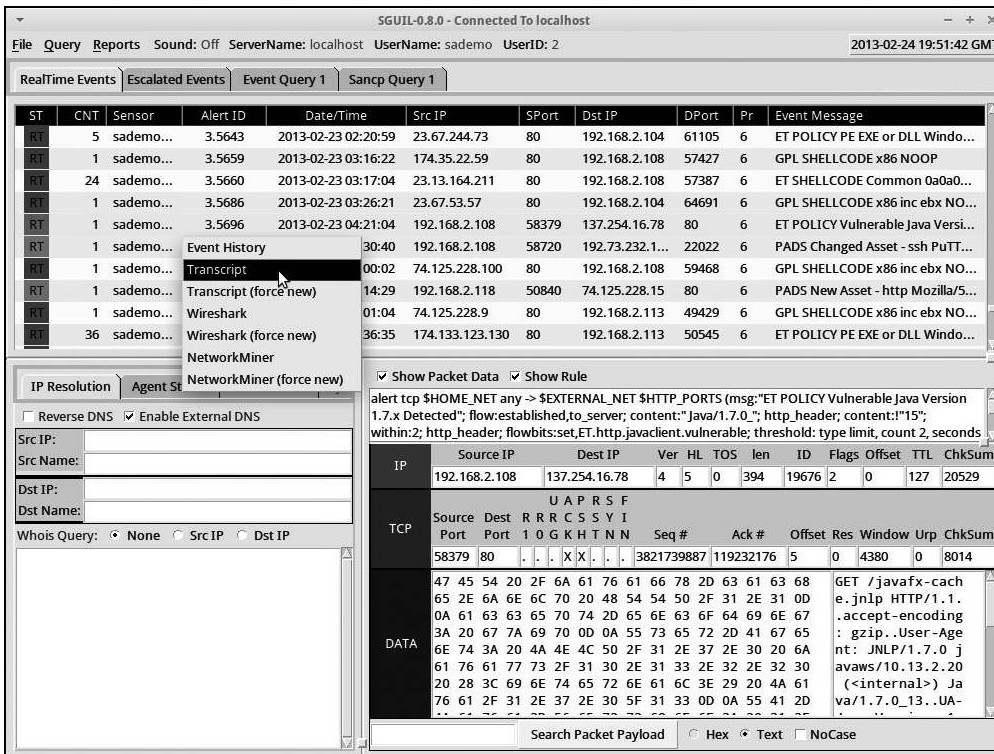 SGUIL-0.8.0 - Connected To localhost
File Query Reports Sound: Off ServerName: localhost UserName: sademo UserID: 2 2013-02-24 19:51:42 GMT
RealTime Events Escalated Events Event Query 1 Sancp Query 1
ST CNT Sensor Alert ID Date/Time Src IP SPort Dst IP DPort Pr Event Message
RT 5 sademo... 3.5643 2013-02-23 02:20:59 23.67.244.73 80 192.168.2.104 61105 6 ET POLICY PE EXE or DLL Windo...
RT 1 sademo... 3.5659 2013-02-23 03:16:22 174.35.22.59 80 192.168.2.108 57427 6 GPL SHELLCODE x86 NOOP
RT 24 sademo... 3.5660 2013-02-23 03:17:04 23.13.164.211 80 192.168.2.108 57387 6 ET SHELLCODE Common 0a0a0...
RT 1 sademo... 3.5686 2013-02-23 03:26:21 23.67.53.57 80 192.168.2.104 64691 6 GPL SHELLCODE x86 inc ebx NO...
RT 1 sademo... 3.5696 2013-02-23 04:21:04 192.168.2.108 58379 137.254.16.78 80 6 ET POLICY Vulnerable Java Versi...
RT 1 sademo... 30:40 192.168.2.108 58720 192.73.232.1... 22022 6 PADS Changed Asset - ssh PuTT...
RT 1 sademo... 00:02 74.125.228.100 80 192.168.2.108 59468 6 GPL SHELLCODE x86 inc ebx NO...
RT 1 sademo... 14:29 192.168.2.118 50840 74.125.228.15 80 6 PADS New Asset - http Mozilla/5...
RT 1 sademo... 01:04 74.125.228.9 80 192.168.2.113 49429 6 GPL SHELLCODE x86 inc ebx NO...
RT 36 sademo... 36:35 174.133.123.130 80 192.168.2.113 50545 6 ET POLICY PE EXE or DLL Windo...
Event History
Transcript
Transcript (force new)
Wireshark
Wireshark (force new)
NetworkMiner
NetworkMiner (force new)
IP Resolution Agent St
Reverse DNS Enable External DNS
Src IP:
Src Name:
Dst IP:
Dst Name:
Whois Query: None Src IP Dst IP
Show Packet Data Show Rule
alert tcp $HOME_NET any -> $EXTERNAL_NET $HTTP_PORTS (msg:"ET POLICY Vulnerable Java Version
1.7.x Detected"; flow:established,to_server; content:" Java/1.7.0_"; http_header; content:!"15";
within:2; http_header; flowbits:set,ET.http.javaclient.vulnerable; threshold: type limit, count 2, seconds
IP
Source IP Dest IP Ver HL TOS len ID Flags Offset TTL ChkSum
192.168.2.108 137.254.16.78 4 5 0 394 19676 2 0 127 20529
TCP
U A P R S F
Source Dest R R R C S S Y I
Port Port 1 0 G K H T N N Seq # Ack # Offset Res Window Urp ChkSum
58379 80 . . . X X . . . 3821739887 119232176 5 0 4380 0 8014
DATA
47 45 54 20 2F 6A 61 76 61 66 78 2D 63 61 63 68 GET /javafx-cach
65 2E 6A 6E 6C 70 20 48 54 54 50 2F 31 2E 31 0D e.jnlp HTTP/1.1.
0A 61 63 63 65 70 74 2D 65 6E 63 6F 64 69 6E 67 .accept-encoding
3A 20 67 7A 69 70 0D 0A 55 73 65 72 2D 41 67 65 : gzip..User-Age
6E 74 3A 20 4A 4E 4C 50 2F 31 2E 37 2E 30 20 6A nt: JNLP/1.7.0 j
61 76 61 77 73 2F 31 30 2E 31 33 2E 32 2E 32 30 avaws/10.13.2.20
20 28 3C 69 6E 74 65 72 6E 61 6C 3E 29 20 4A 61 (<internal>) Ja
76 61 2F 31 2E 37 2E 30 5F 31 33 0D 0A 55 41 2D va/1.7.0_13..UA-
Search Packet Payload Hex Text NoCase